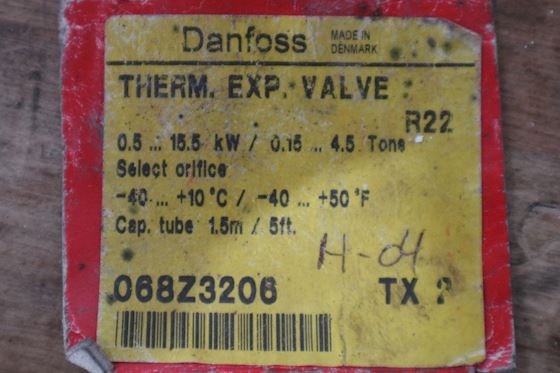 Danfoss
MADE IN
DENMARK
THERM. EXP. VALVE
R22
0.5 ... 15.5 kW / 0.15 ... 4.5 Tons
Select orifice
-40 ... +10°C / -40 ... +50°F
Cap. tube 1.5m / 5ft.
H-04
068Z3206 TX 2